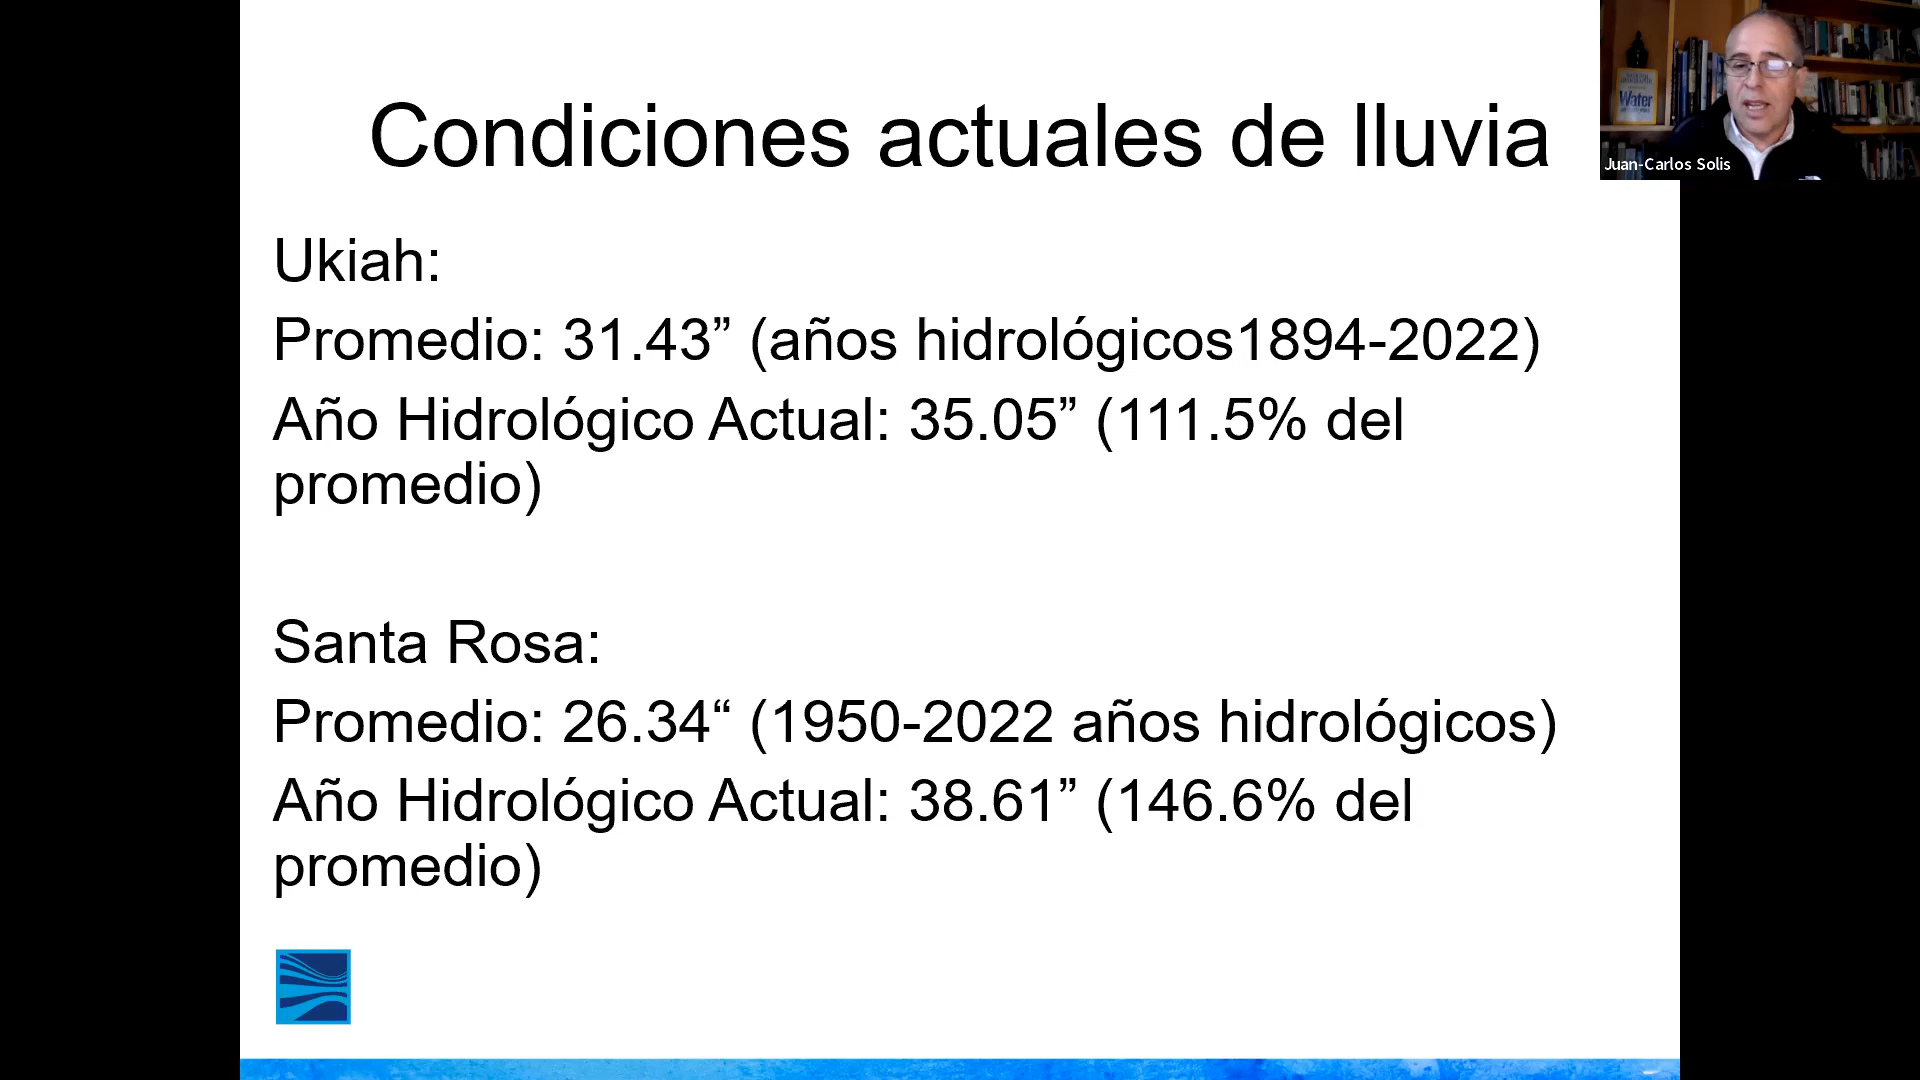 Condiciones actuales de lluvia
Ukiah:
Promedio: 31.43” (años hidrológicos1894-2022)
Año Hidrológico Actual: 35.05” (111.5% del
promedio)
Santa Rosa:
Promedio: 26.34“ (1950-2022 años hidrológicos)
Año Hidrológico Actual: 38.61” (146.6% del
promedio)
Water
Juan-Carlos Solis